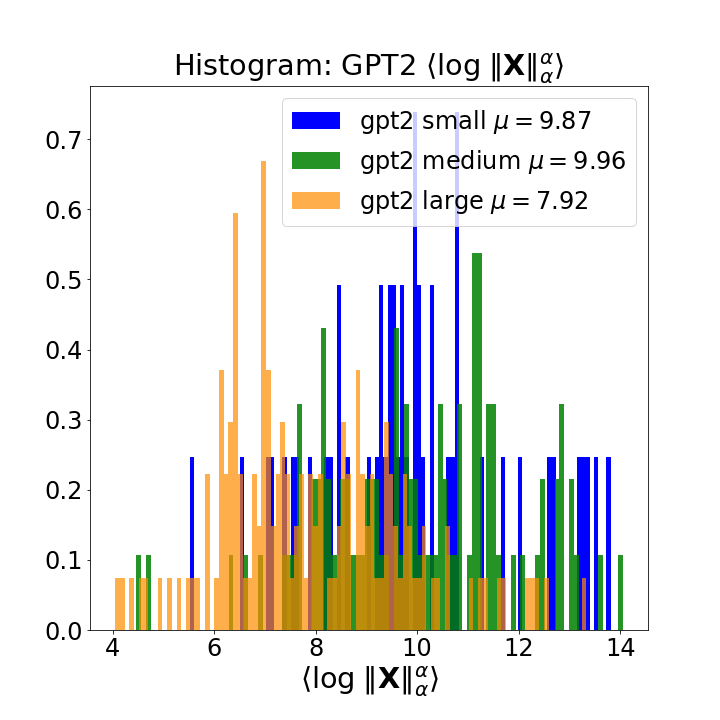 Histogram: GPT2 ⟨log ‖𝐗‖_α^α⟩
gpt2 small μ = 9.87
gpt2 medium μ = 9.96
gpt2 large μ = 7.92
0.7
0.6
0.5
0.4
0.3
0.2
0.1
0.0
4 6 8 10 12 14
⟨log ‖𝐗‖_α^α⟩